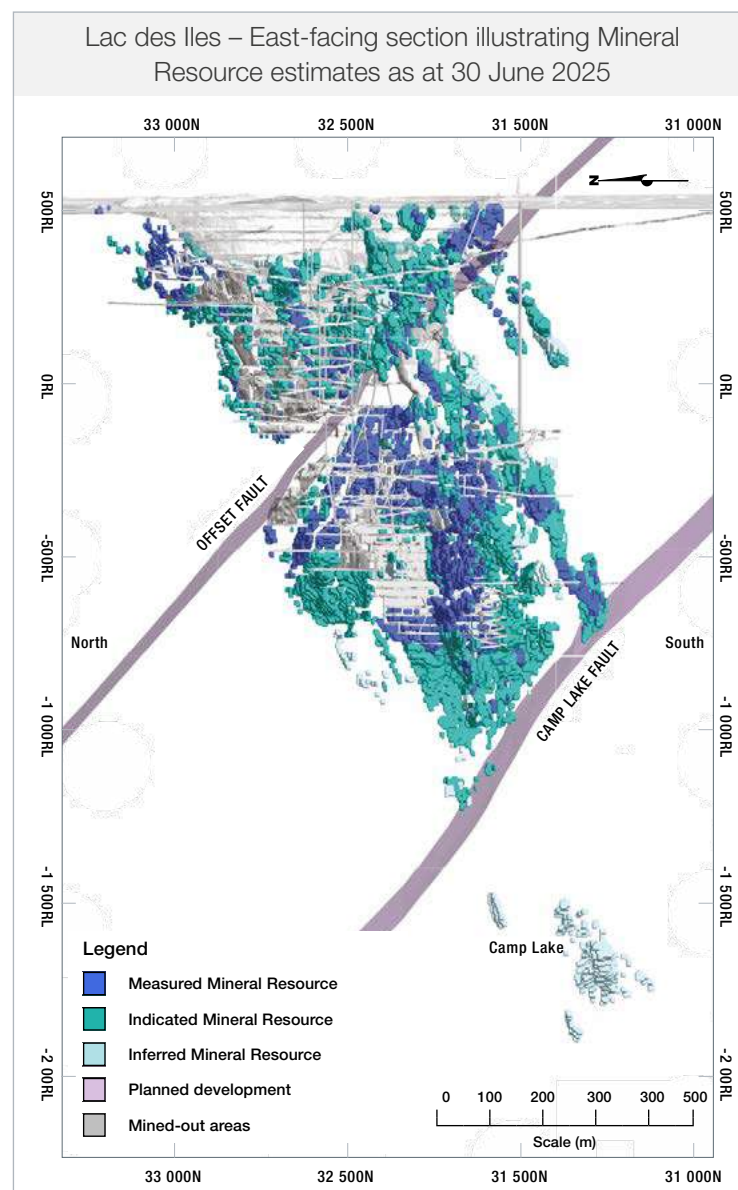 Lac des Iles – East-facing section illustrating Mineral
Resource estimates as at 30 June 2025
33 000N 32 500N 31 500N 31 000N
N
500RL 500RL
0RL 0RL
OFFSET FAULT
-500RL -500RL
North South
CAMP LAKE FAULT
-1 000RL -1 000RL
-1 500RL -1 500RL
Camp Lake
Legend
Measured Mineral Resource
Indicated Mineral Resource
Inferred Mineral Resource
-2 00RL -2 00RL
Planned development
Mined-out areas
0 100 200 300 300 500
Scale (m)
33 000N 32 500N 31 500N 31 000N